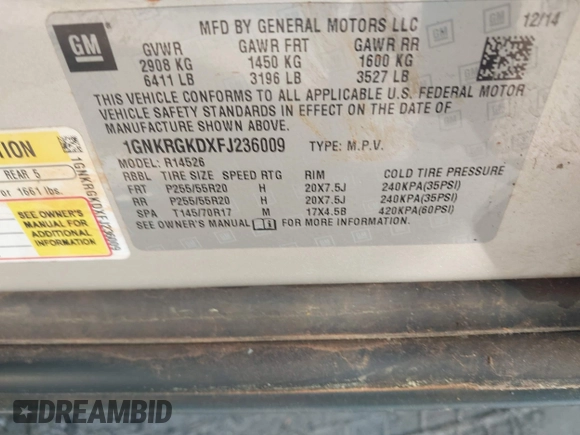 GM
MFD BY GENERAL MOTORS LLC
12/14
GVWR GAWR FRT GAWR RR
2908 KG 1450 KG 1600 KG
6411 LB 3196 LB 3527 LB
THIS VEHICLE CONFORMS TO ALL APPLICABLE U.S. FEDERAL MOTOR
VEHICLE SAFETY STANDARDS IN EFFECT ON THE DATE OF
MANUFACTURE SHOWN ABOVE.
1GNKRGKDXFJ236009 TYPE: M.P.V.
MODEL: R14526
RBBL TIRE SIZE SPEED RTG RIM COLD TIRE PRESSURE
FRT P255/55R20 H 20X7.5J 240KPA(35PSI)
RR P255/55R20 H 20X7.5J 240KPA(35PSI)
SPA T145/70R17 M 17X4.5B 420KPA(60PSI)
SEE OWNER'S MANUAL FOR MORE INFORMATION.
REAR 5
or 1661 lbs.
SEE OWNER'S
MANUAL FOR
ADDITIONAL
INFORMATION
1GNKRGKDXFJ236009
DREAMBID